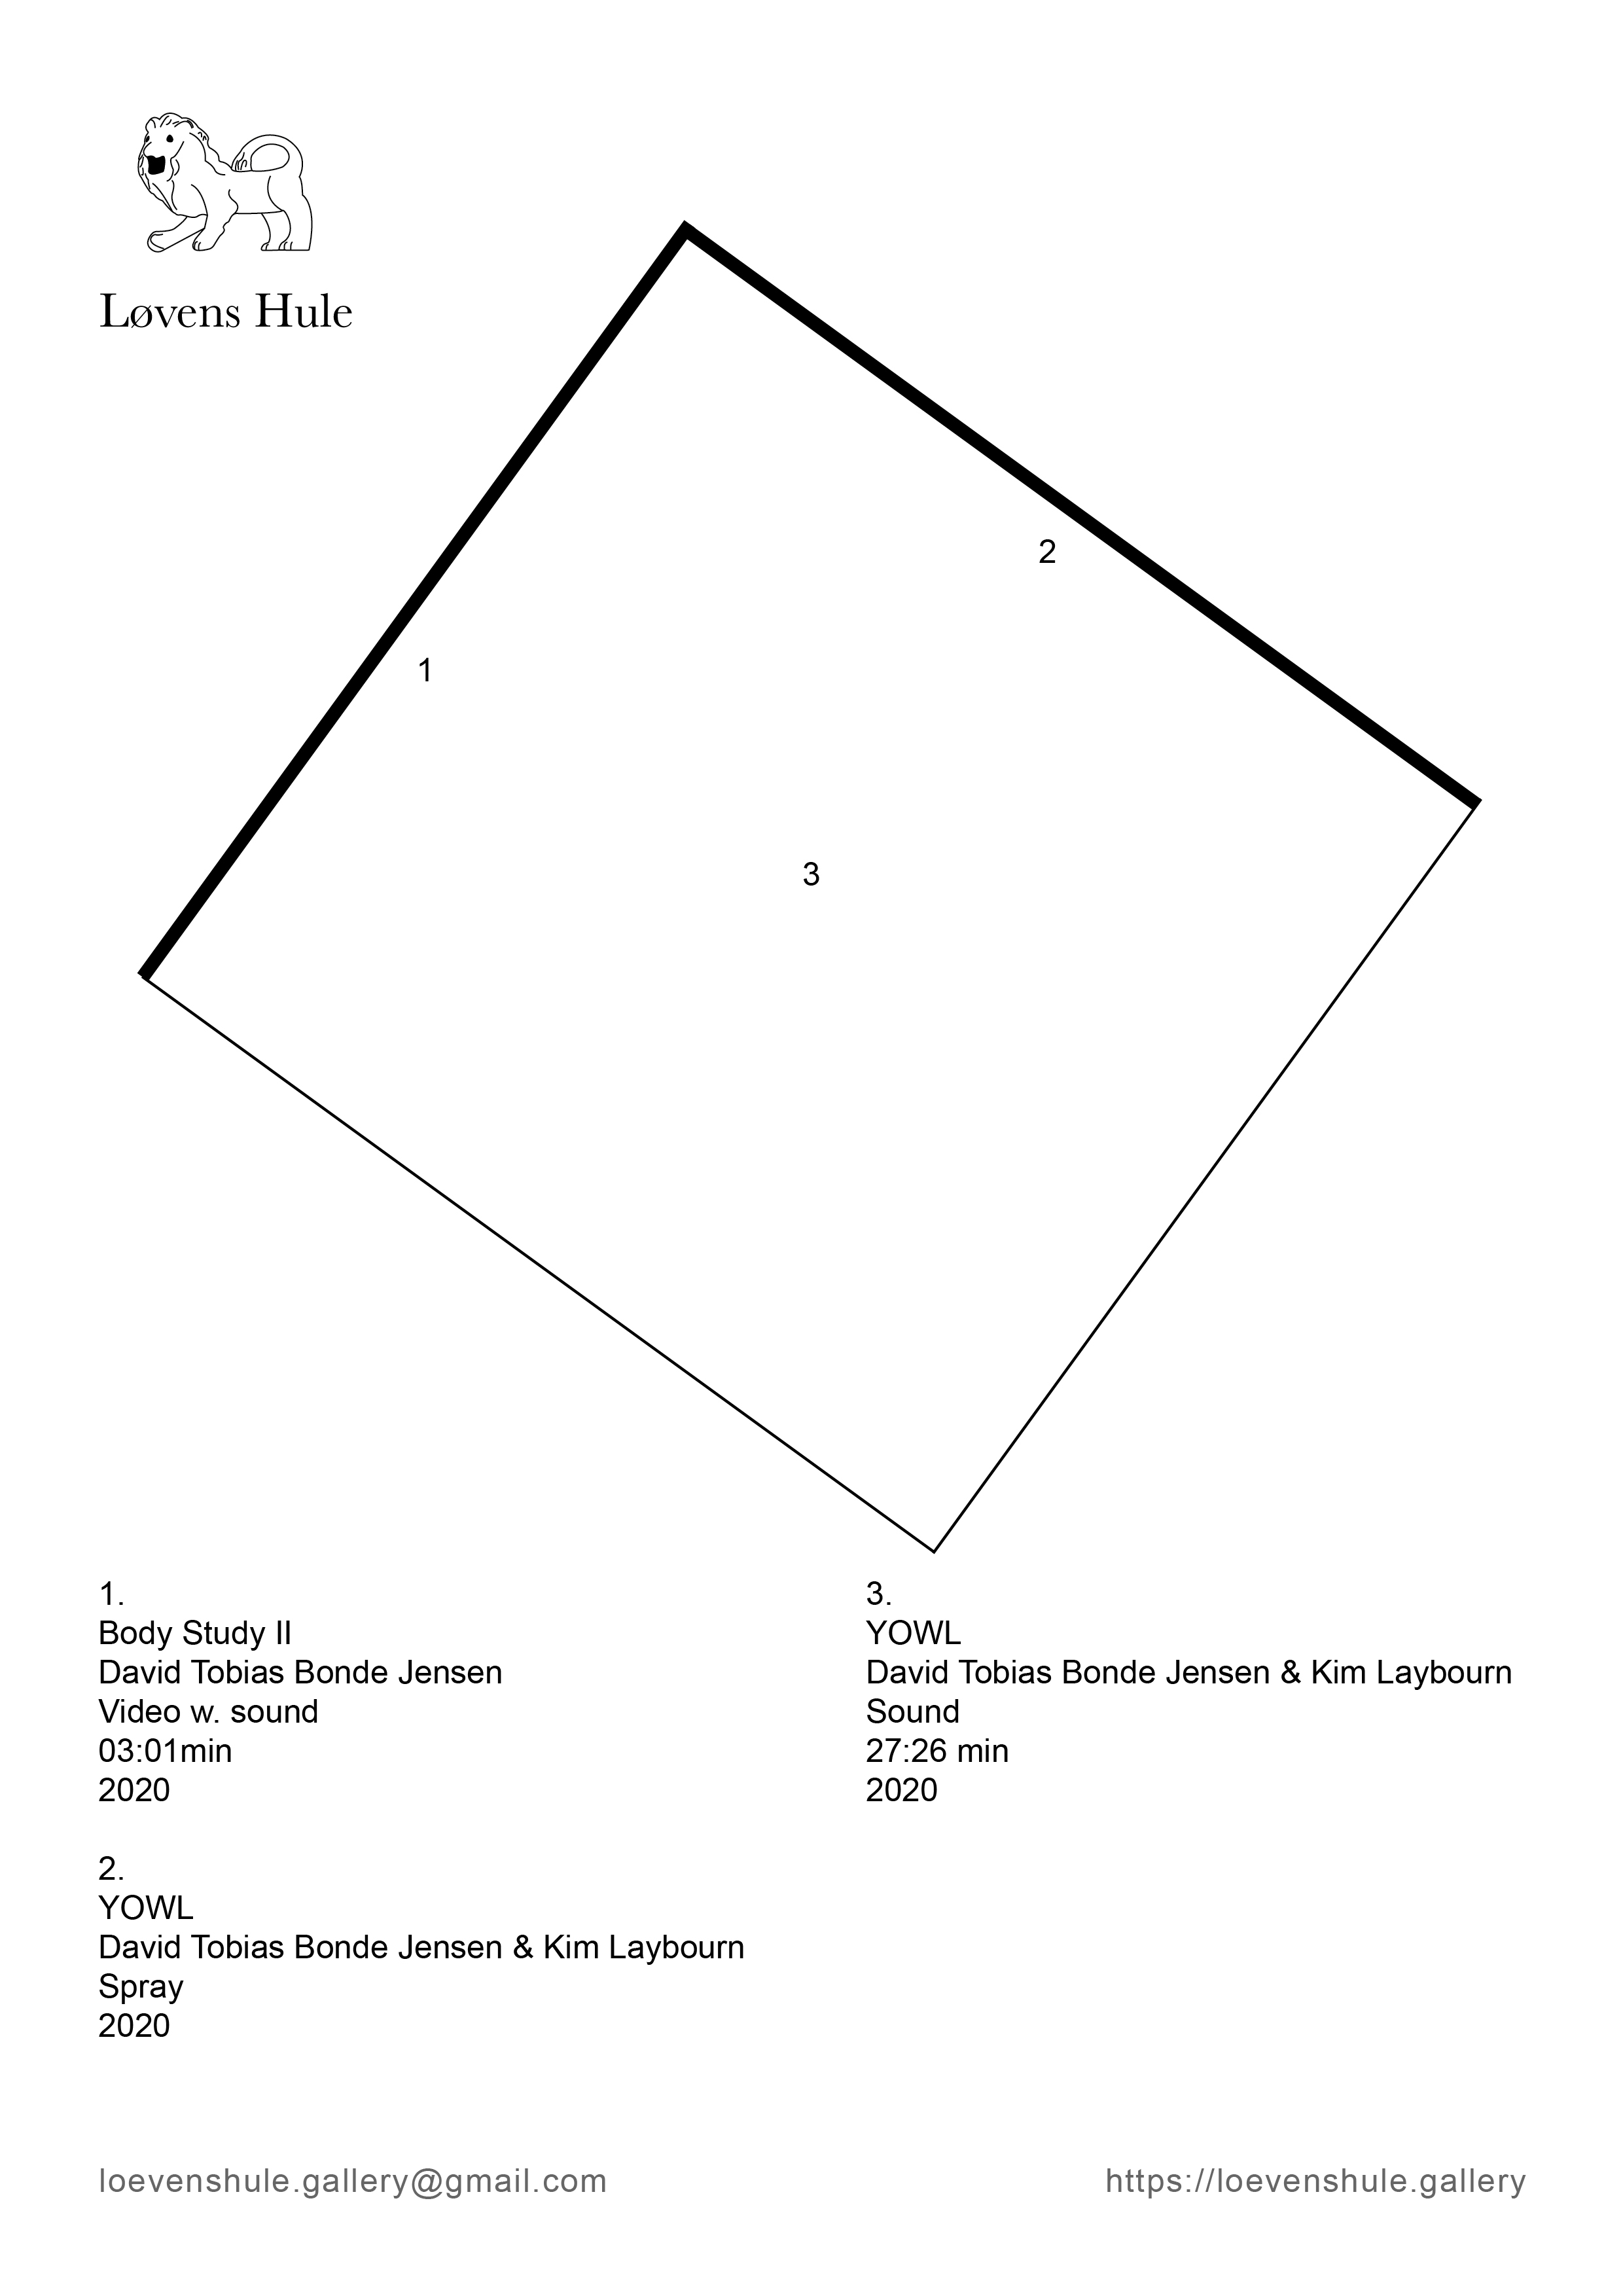 Løvens Hule
2
1
3
1.
Body Study II
David Tobias Bonde Jensen
Video w. sound
03:01min
2020
2.
YOWL
David Tobias Bonde Jensen & Kim Laybourn
Spray
2020
3.
YOWL
David Tobias Bonde Jensen & Kim Laybourn
Sound
27:26 min
2020
loevenshule.gallery@gmail.com
https://loevenshule.gallery